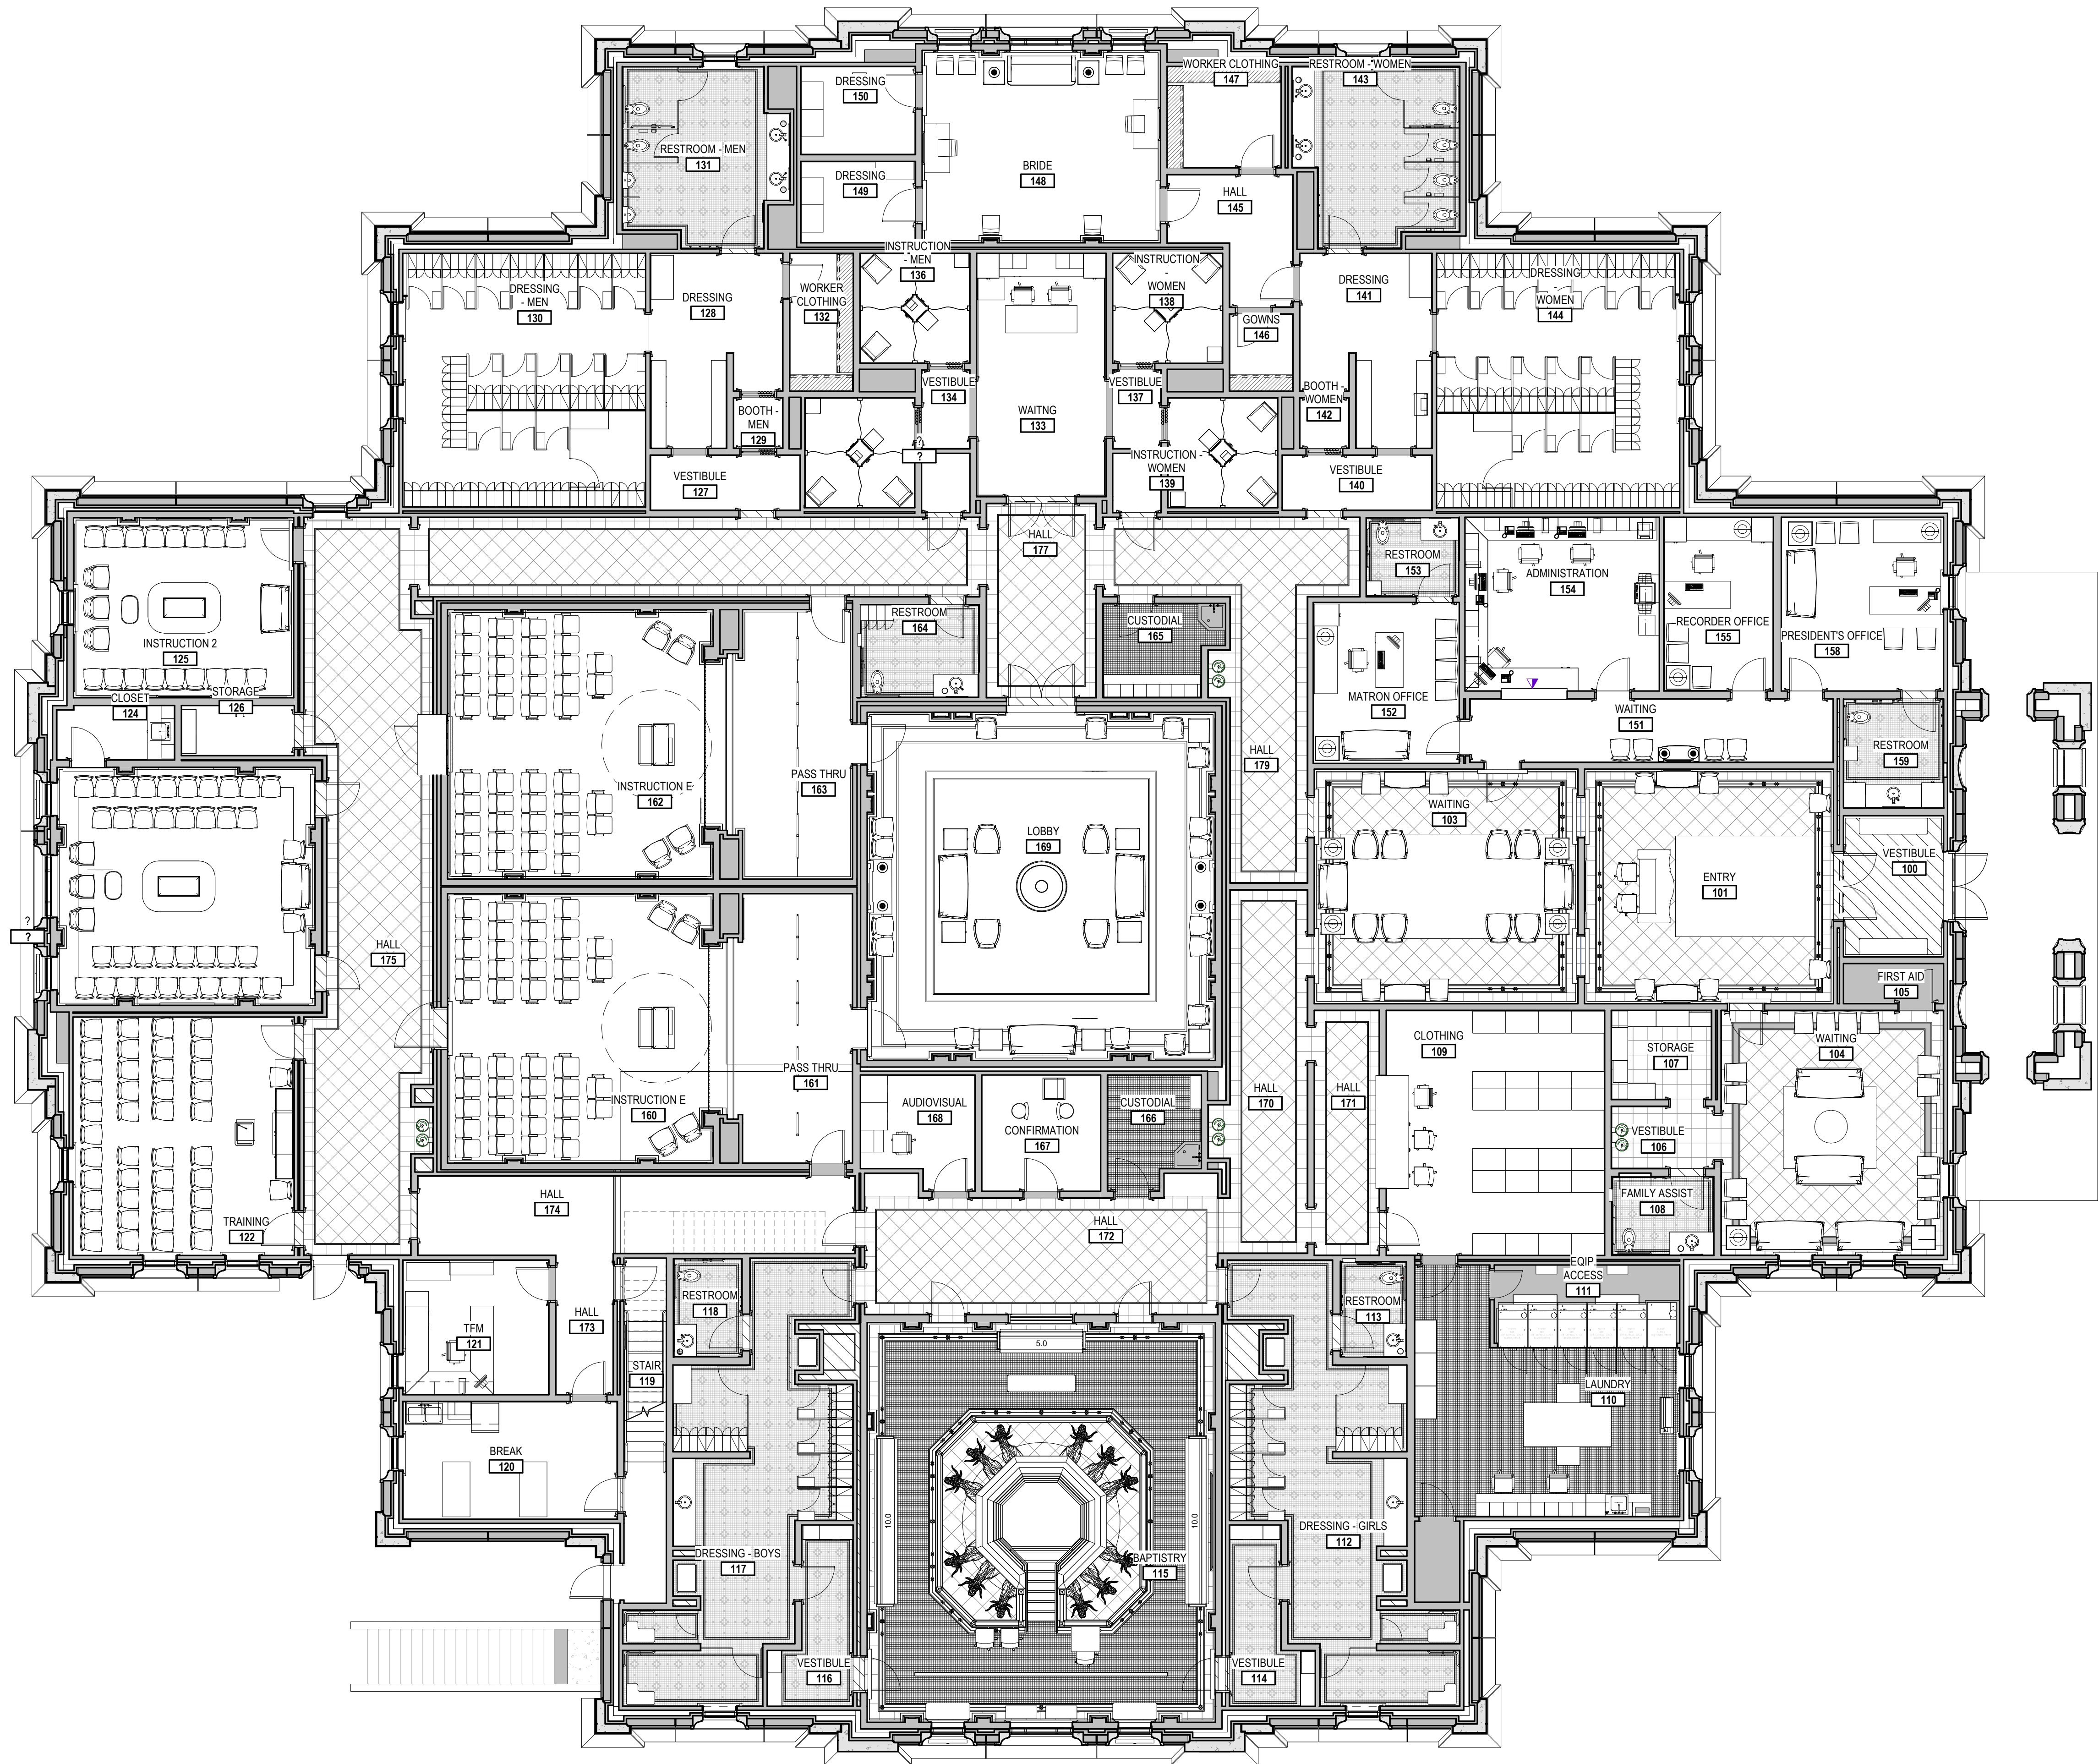 WORKER CLOTHING
147
RESTROOM - WOMEN
143
DRESSING
150
RESTROOM - MEN
131
BRIDE
148
DRESSING
149
HALL
145
INSTRUCTION
- MEN
136
INSTRUCTION
-
WOMEN
138
DRESSING
- MEN
130
DRESSING
128
WORKER
CLOTHING
132
DRESSING
141
DRESSING
-
WOMEN
144
GOWNS
146
VESTIBULE
134
VESTIBLUE
137
BOOTH -
WOMEN
142
BOOTH -
MEN
129
WAITNG
133
?
?
INSTRUCTION -
WOMEN
139
VESTIBULE
127
VESTIBULE
140
HALL
177
RESTROOM
153
ADMINISTRATION
154
RESTROOM
164
CUSTODIAL
165
RECORDER OFFICE
155
PRESIDENT'S OFFICE
158
INSTRUCTION 2
125
CLOSET
124
STORAGE
126
MATRON OFFICE
152
WAITING
151
HALL
179
RESTROOM
159
INSTRUCTION E
162
PASS THRU
163
LOBBY
169
WAITING
103
VESTIBULE
100
ENTRY
101
?
?
HALL
175
FIRST AID
105
CLOTHING
109
STORAGE
107
WAITING
104
PASS THRU
161
INSTRUCTION E
160
AUDIOVISUAL
168
CONFIRMATION
167
CUSTODIAL
166
HALL
170
HALL
171
VESTIBULE
106
FAMILY ASSIST
108
HALL
174
TRAINING
122
HALL
172
EQIP.
ACCESS
111
RESTROOM
118
RESTROOM
113
TFM
121
HALL
173
5.0
STAIR
119
LAUNDRY
110
BREAK
120
10.0
10.0
DRESSING - BOYS
117
BAPTISTRY
115
DRESSING - GIRLS
112
VESTIBULE
116
VESTIBULE
114